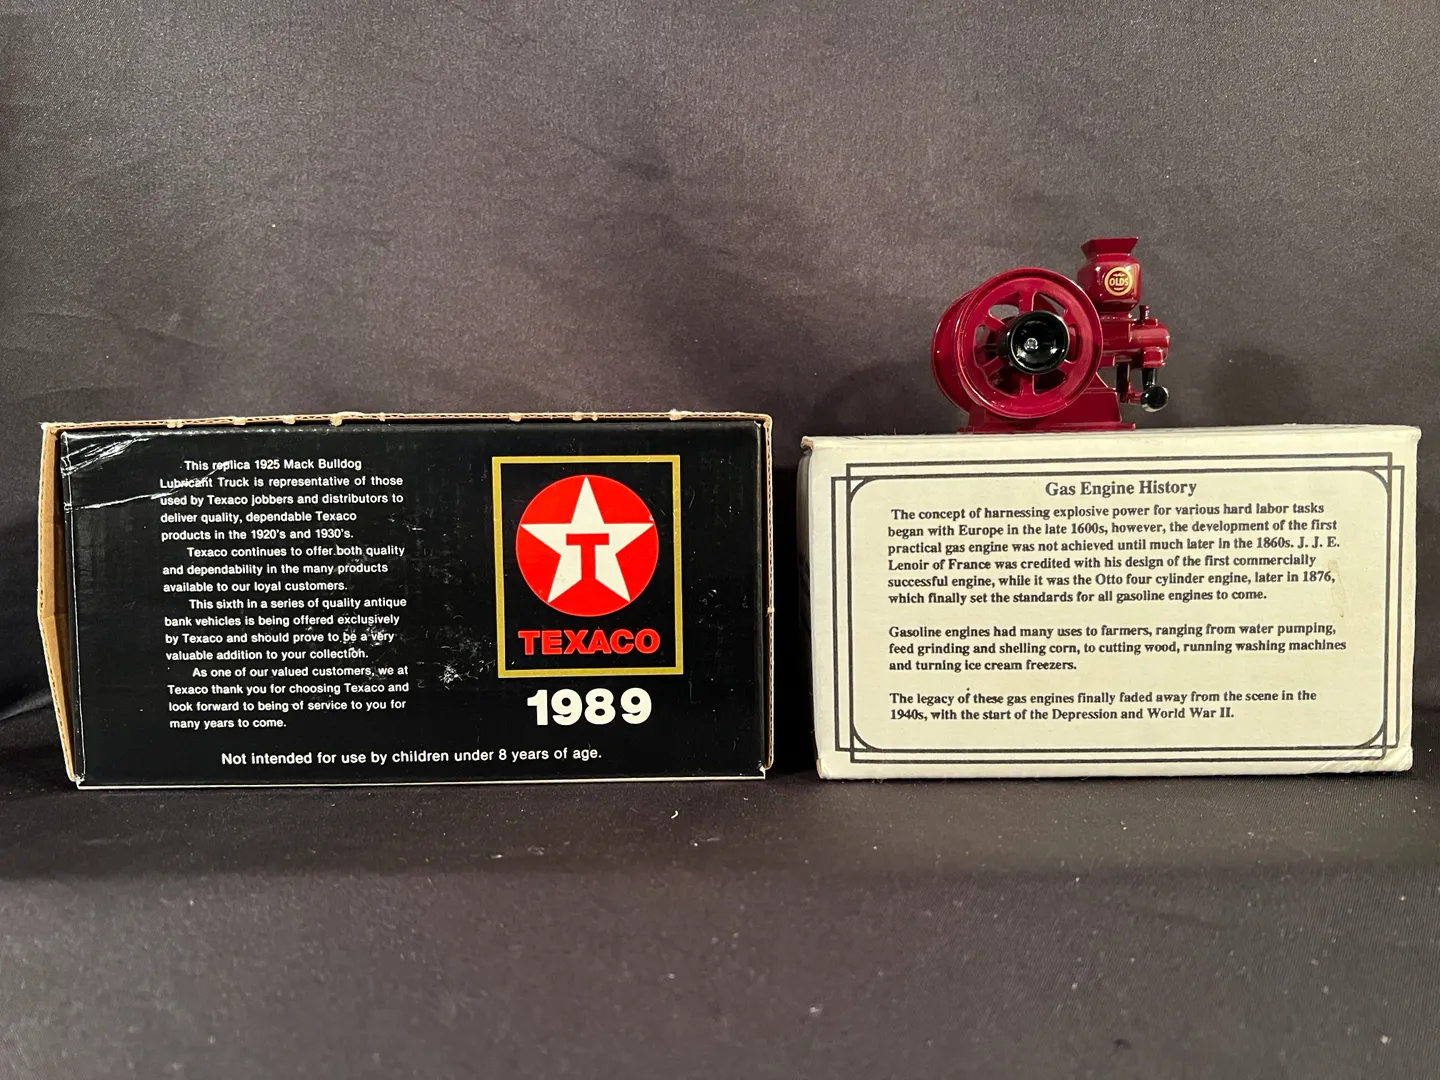 This replica 1925 Mack Bulldog
Lubricant Truck is representative of those
used by Texaco jobbers and distributors to
deliver quality, dependable Texaco
products in the 1920's and 1930's.
Texaco continues to offer both quality
and dependability in the many products
available to our loyal customers.
This sixth in a series of quality antique
bank vehicles is being offered exclusively
by Texaco and should prove to be a very
valuable addition to your collection.
As one of our valued customers, we at
Texaco thank you for choosing Texaco and
look forward to being of service to you for
many years to come.
T
TEXACO
1989
Not intended for use by children under 8 years of age.
OLDS
Gas Engine History
The concept of harnessing explosive power for various hard labor tasks
began with Europe in the late 1600s, however, the development of the first
practical gas engine was not achieved until much later in the 1860s. J. J. E.
Lenoir of France was credited with his design of the first commercially
successful engine, while it was the Otto four cylinder engine, later in 1876,
which finally set the standards for all gasoline engines to come.
Gasoline engines had many uses to farmers, ranging from water pumping,
feed grinding and shelling corn, to cutting wood, running washing machines
and turning ice cream freezers.
The legacy of these gas engines finally faded away from the scene in the
1940s, with the start of the Depression and World War II.